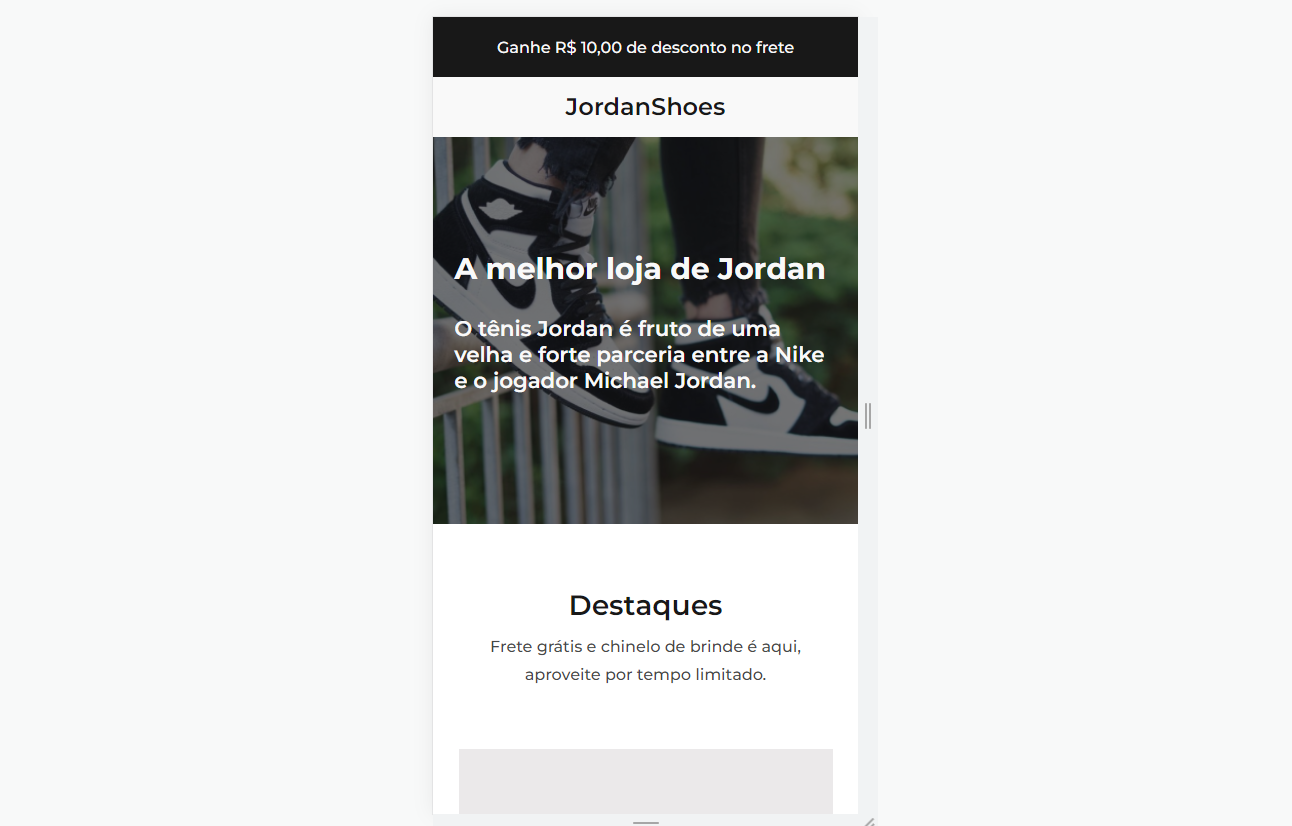 Ganhe R$ 10,00 de desconto no frete
JordanShoes
A melhor loja de Jordan
O tênis Jordan é fruto de uma
velha e forte parceria entre a Nike
e o jogador Michael Jordan.
Destaques
Frete grátis e chinelo de brinde é aqui,
aproveite por tempo limitado.